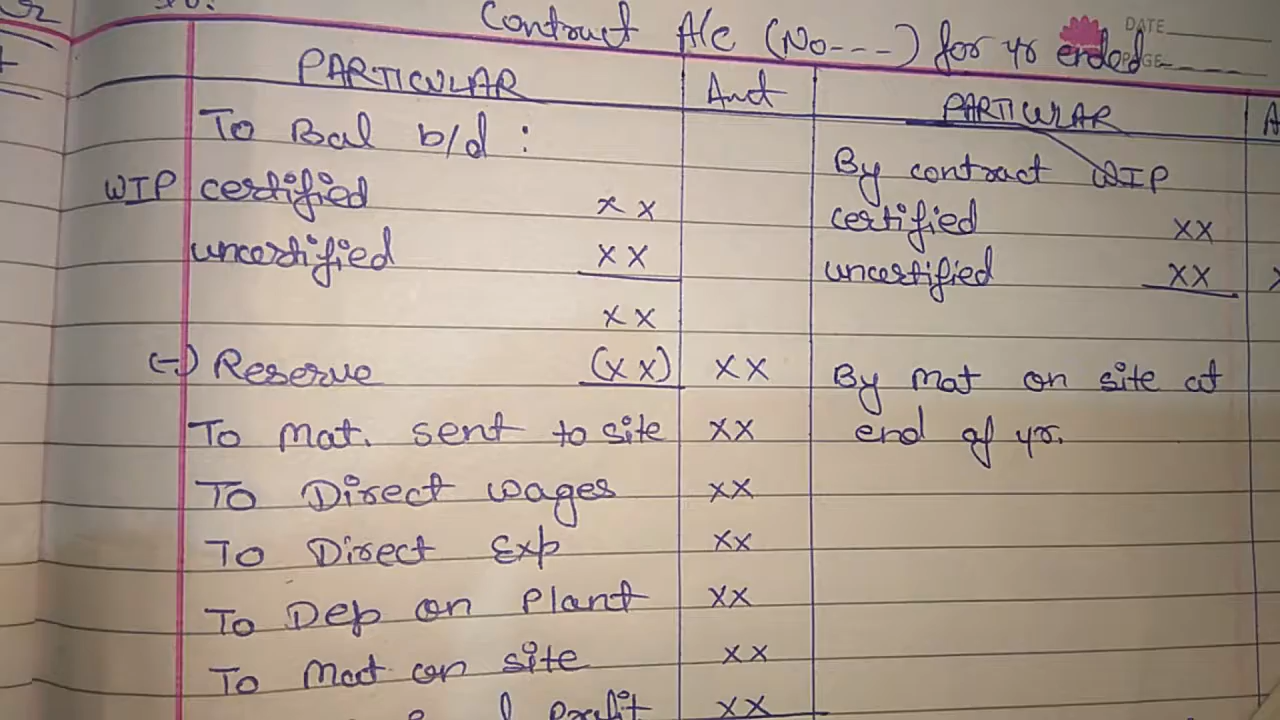 Contract A/c (No---) for yr ended
DATE
PARTICULAR Amt PARTICULAR A
To Bal b/d :
By contract WIP
WIP certified xx
certified xx
uncertified xx
uncertified xx x
xx
(-) Reserve (xx) xx
By mat on site at
To mat. sent to site xx
end of yr.
To Direct wages xx
To Direct Exp xx
To Dep on Plant xx
To mat on site xx
Profit xx